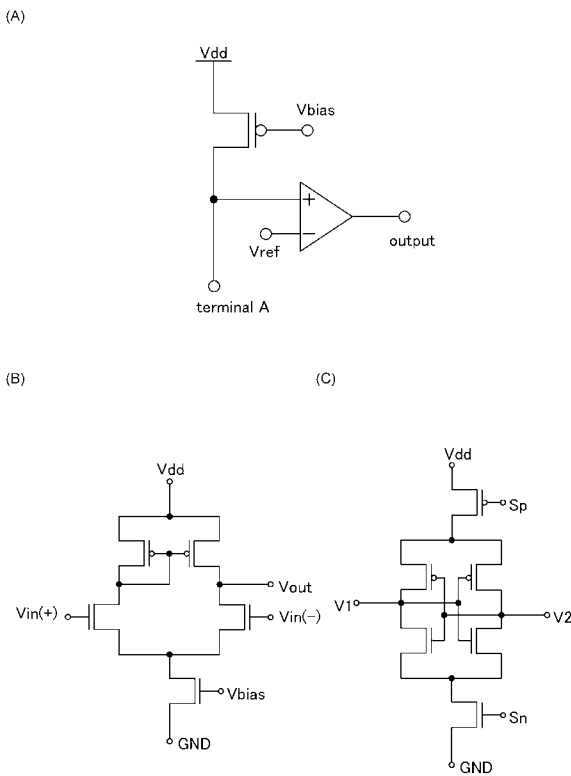 (A)
Vdd
Vbias
+
−
Vref
output
terminal A
(B)
(C)
Vdd
Vdd
Sp
Vout
Vin(+)
Vin(-)
V1
V2
Vbias
Sn
GND
GND